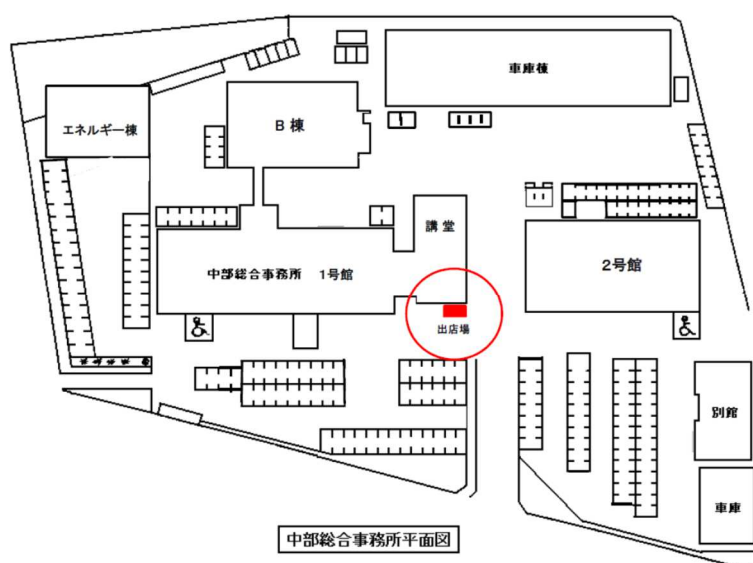 車庫棟
エネルギー棟
B棟
講堂
中部総合事務所 1号館
2号館
出店場
別館
車庫
中部総合事務所平面図